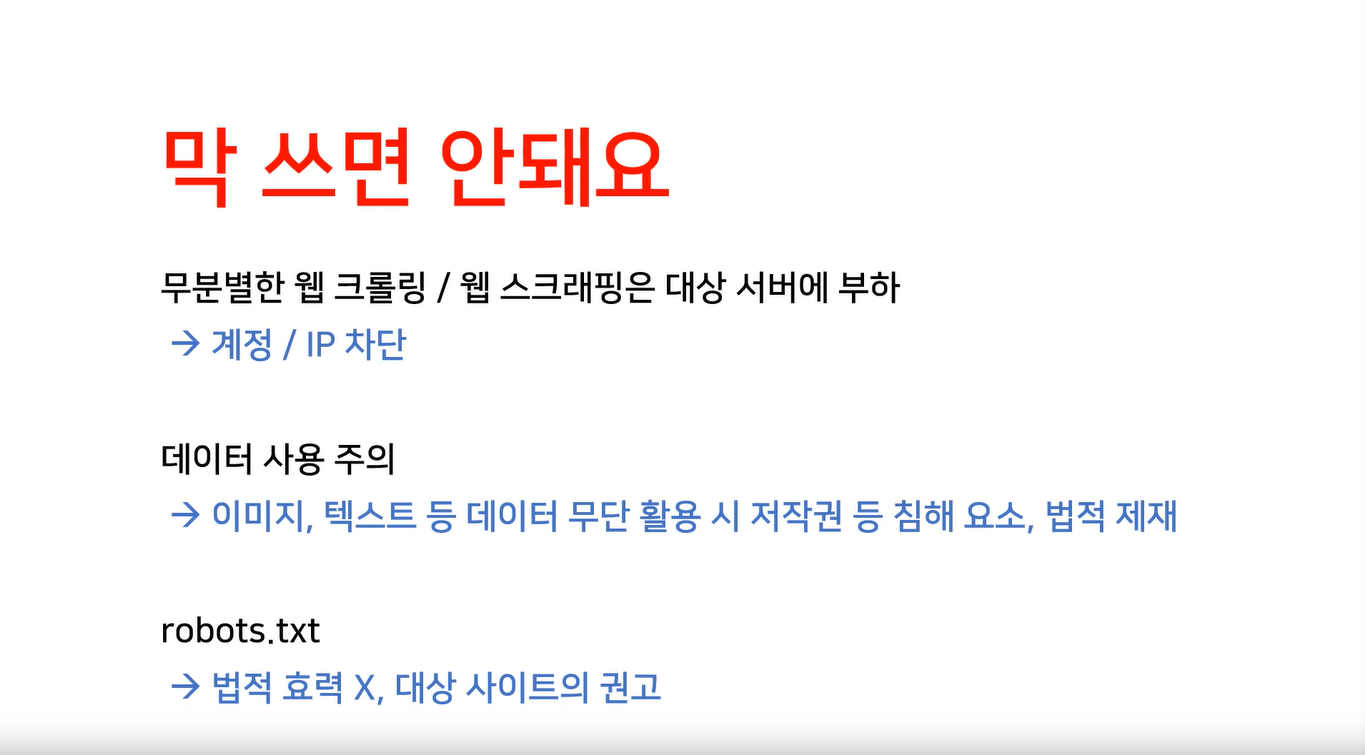 막 쓰면 안돼요
무분별한 웹 크롤링 / 웹 스크래핑은 대상 서버에 부하
→ 계정 / IP 차단
데이터 사용 주의
→ 이미지, 텍스트 등 데이터 무단 활용 시 저작권 등 침해 요소, 법적 제재
robots.txt
→ 법적 효력 X, 대상 사이트의 권고